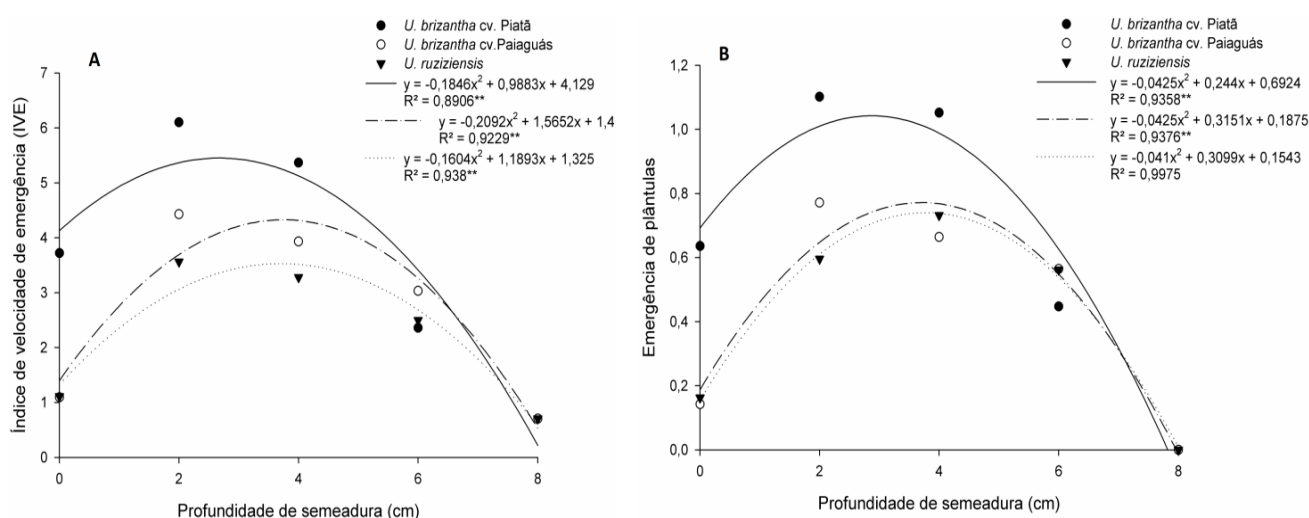 A
U. brizantha cv. Piatã
U. brizantha cv.Paiaguás
U. ruziziensis
y = -0,1846x² + 0,9883x + 4,129
R² = 0,8906**
y = -0,2092x² + 1,5652x + 1,4
R² = 0,9229**
y = -0,1604x² + 1,1893x + 1,325
R² = 0,938**
Índice de velocidade de emergência (IVE)
7
6
5
4
3
2
1
0
0 2 4 6 8
Profundidade de semeadura (cm)
B
U. brizantha cv. Piatã
U. brizantha cv. Paiaguás
U. ruziziensis
y = -0,0425x² + 0,244x + 0,6924
R² = 0,9358**
y = -0,0425x² + 0,3151x + 0,1875
R² = 0,9376**
y = -0,041x² + 0,3099x + 0,1543
R² = 0,9975
Emergência de plântulas
1,2
1,0
0,8
0,6
0,4
0,2
0,0
0 2 4 6 8
Profundidade de semeadura (cm)